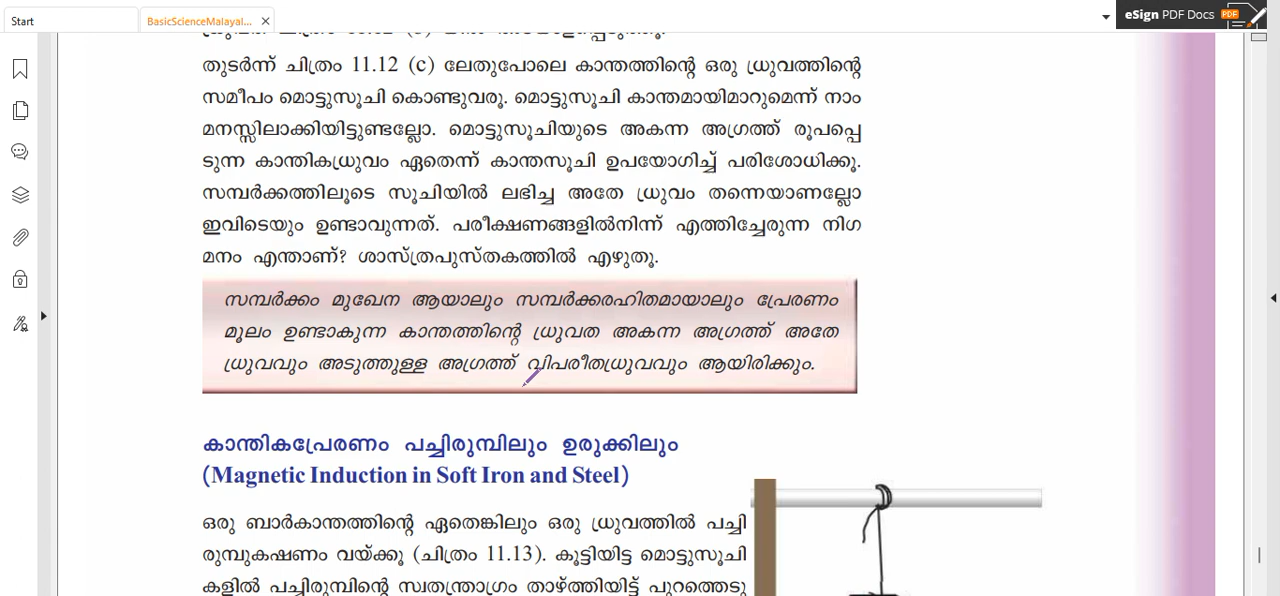 Start
BasicScienceMalayal...
eSign PDF Docs
PDF
തുടർന്ന് ചിത്രം 11.12 (c) ലേതുപോലെ കാന്തത്തിന്റെ ഒരു ധ്രുവത്തിന്റെ
സമീപം മൊട്ടുസൂചി കൊണ്ടുവരൂ. മൊട്ടുസൂചി കാന്തമായിമാറുമെന്ന് നാം
മനസ്സിലാക്കിയിട്ടുണ്ടല്ലോ. മൊട്ടുസൂചിയുടെ അകന്ന അഗ്രത്ത് രൂപപ്പെ
ടുന്ന കാന്തികധ്രുവം ഏതെന്ന് കാന്തസൂചി ഉപയോഗിച്ച് പരിശോധിക്കൂ.
സമ്പർക്കത്തിലൂടെ സൂചിയിൽ ലഭിച്ച അതേ ധ്രുവം തന്നെയാണല്ലോ
ഇവിടെയും ഉണ്ടാവുന്നത്. പരീക്ഷണങ്ങളിൽനിന്ന് എത്തിച്ചേരുന്ന നിഗ
മനം എന്താണ്? ശാസ്ത്രപുസ്തകത്തിൽ എഴുതൂ.
സമ്പർക്കം മുഖേന ആയാലും സമ്പർക്കരഹിതമായാലും പ്രേരണം
മൂലം ഉണ്ടാകുന്ന കാന്തത്തിന്റെ ധ്രുവത അകന്ന അഗ്രത്ത് അതേ
ധ്രുവവും അടുത്തുള്ള അഗ്രത്ത് വിപരീതധ്രുവവും ആയിരിക്കും.
കാന്തികപ്രേരണം പച്ചിരുമ്പിലും ഉരുക്കിലും
(Magnetic Induction in Soft Iron and Steel)
ഒരു ബാർകാന്തത്തിന്റെ ഏതെങ്കിലും ഒരു ധ്രുവത്തിൽ പച്ചി
രുമ്പുകഷണം വയ്ക്കൂ (ചിത്രം 11.13). കൂട്ടിയിട്ട മൊട്ടുസൂചി
കളിൽ പച്ചിരുമ്പിന്റെ സ്വതന്ത്രാഗ്രം താഴ്ത്തിയിട്ട് പുറത്തെടു